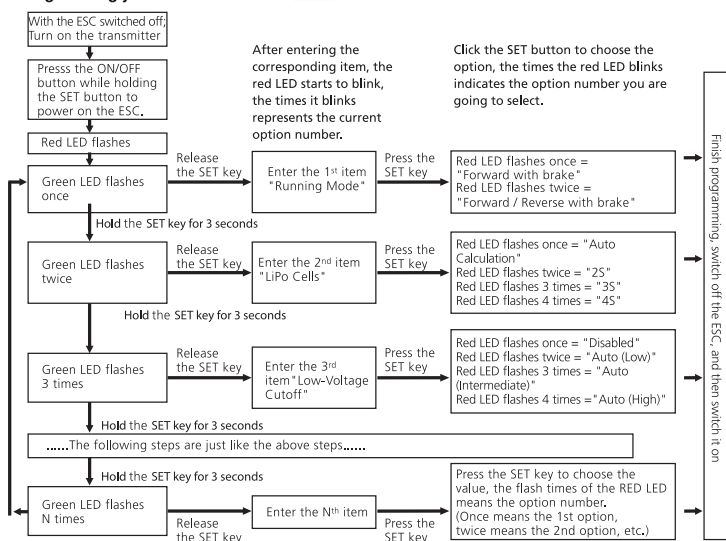 With the ESC switched off;
Turn on the transmitter
Presss the ON/OFF
button while holding
the SET button to
power on the ESC.
Red LED flashes
After entering the
corresponding item, the
red LED starts to blink,
the times it blinks
represents the current
option number.
Click the SET button to choose the
option, the times the red LED blinks
indicates the option number you are
going to select.
Green LED flashes
once
Release
the SET key
Enter the 1st item
"Running Mode"
Press the
SET key
Red LED flashes once =
"Forward with brake"
Red LED flashes twice =
"Forward / Reverse with brake"
Hold the SET key for 3 seconds
Green LED flashes
twice
Release
the SET key
Enter the 2nd item
"LiPo Cells"
Press the
SET key
Red LED flashes once = "Auto
Calculation"
Red LED flashes twice = "2S"
Red LED flashes 3 times = "3S"
Red LED flashes 4 times = "4S"
Hold the SET key for 3 seconds
Green LED flashes
3 times
Release
the SET key
Enter the 3rd
item"Low-Voltage
Cutoff"
Press the
SET key
Red LED flashes once = "Disabled"
Red LED flashes twice = "Auto (Low)"
Red LED flashes 3 times = "Auto
(Intermediate)"
Red LED flashes 4 times ="Auto (High)"
Hold the SET key for 3 seconds
......The following steps are just like the above steps......
Hold the SET key for 3 seconds
Green LED flashes
N times
Release
the SET key
Enter the Nth item
Press the
SET key
Press the SET key to choose the
value, the flash times of the RED LED
means the option number.
(Once means the 1st option,
twice means the 2nd option, etc.)
Finish programming, switch off the ESC, and then switch it on